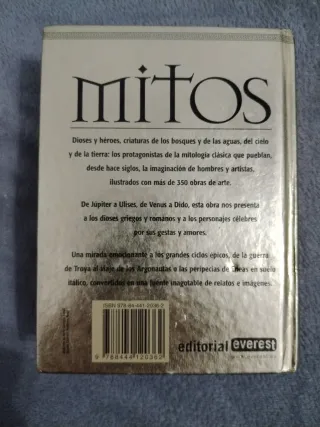 mitos
Dioses y héroes, criaturas de los bosques y de las aguas, del cielo
y de la tierra: los protagonistas de la mitología clásica que pueblan,
desde hace siglos, la imaginación de hombres y artistas,
ilustrados con más de 350 obras de arte.
De Júpiter a Ulises, de Venus a Dido, esta obra nos presenta
a los dioses griegos y romanos y a los personajes célebres
por sus gestas y amores.
Una mirada emocionante a los grandes ciclos épicos, de la guerra
de Troya al viaje de los Argonautas o las peripecias de Eneas en suelo
itálico, convertidos en una fuente inagotable de relatos e imágenes.
editorial everest